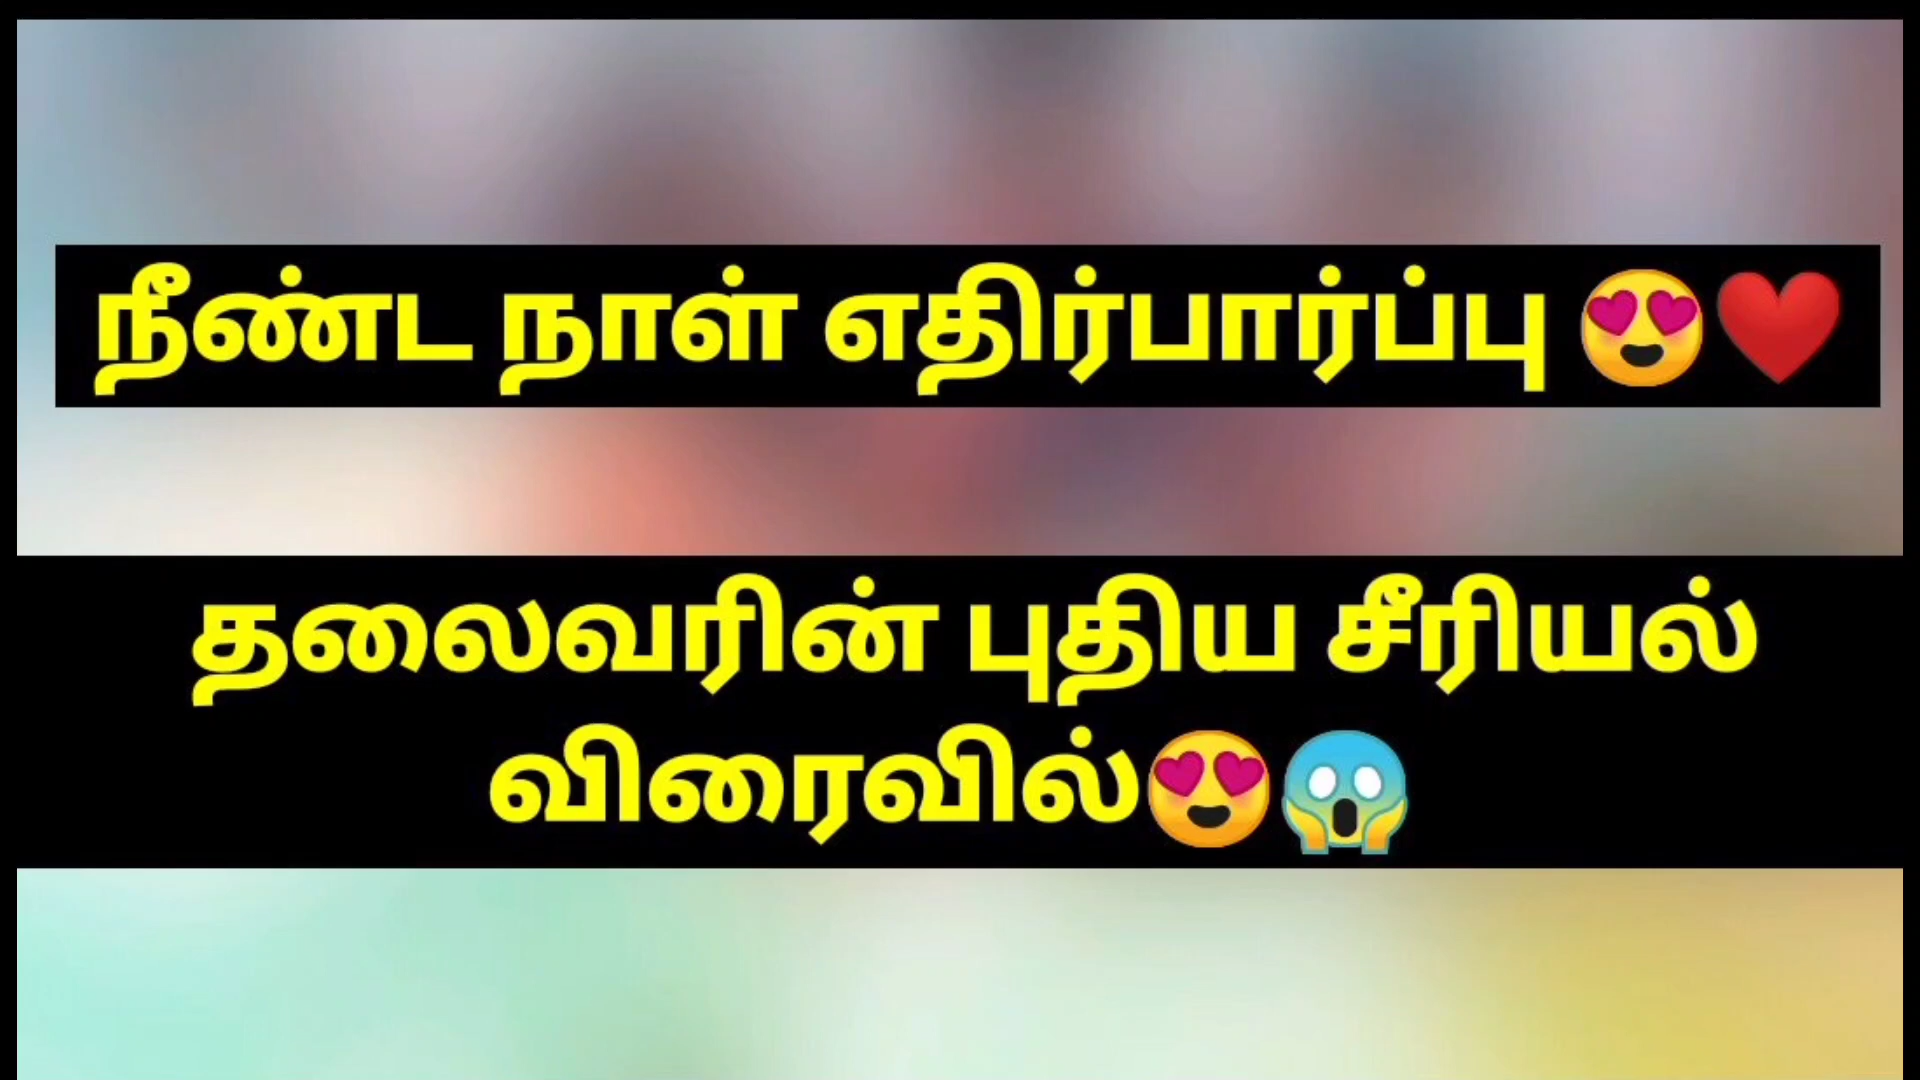 நீண்ட நாள் எதிர்பார்ப்பு 😍❤️
தலைவரின் புதிய சீரியல்
விரைவில்😍😱